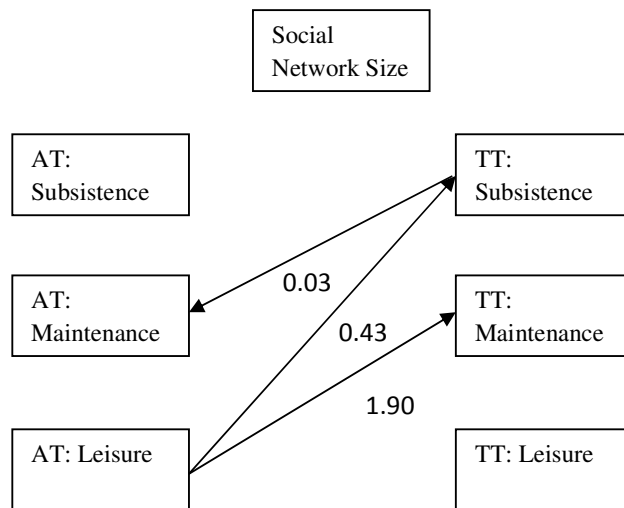 Social
Network Size
AT:
Subsistence
TT:
Subsistence
0.03
AT:
Maintenance
TT:
Maintenance
0.43
1.90
AT: Leisure
TT: Leisure